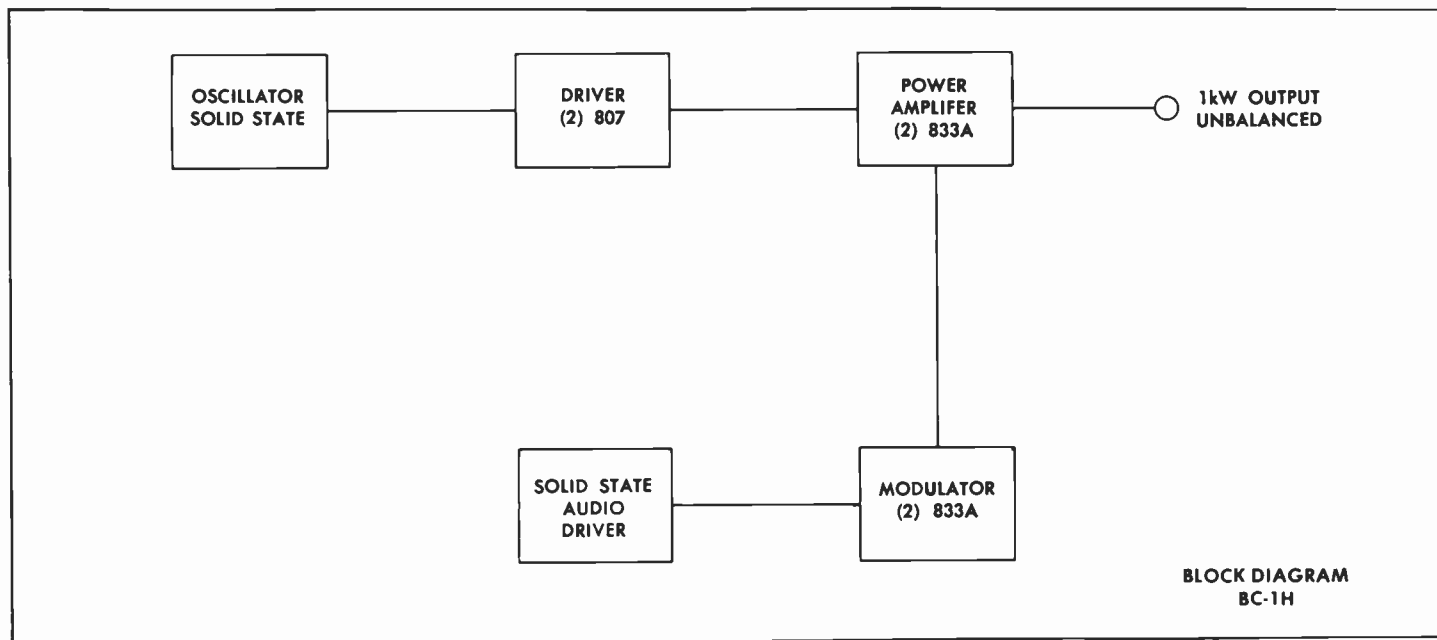 OSCILLATOR
SOLID STATE
DRIVER
(2) 807
POWER
AMPLIFER
(2) 833A
1kW OUTPUT
UNBALANCED
SOLID STATE
AUDIO
DRIVER
MODULATOR
(2) 833A
BLOCK DIAGRAM
BC-1H